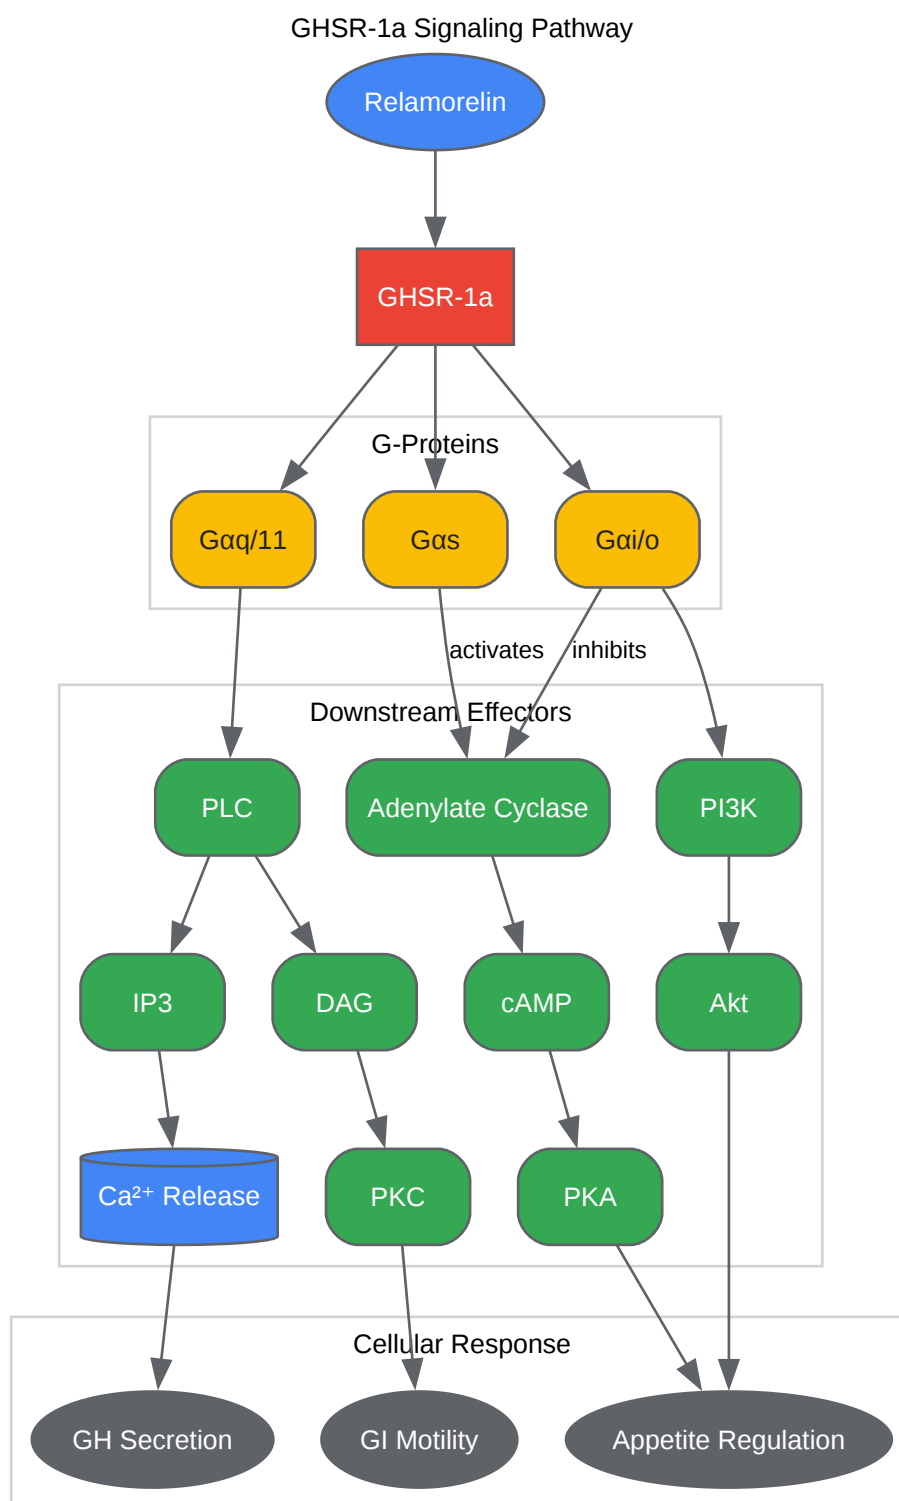 GHSR-1a Signaling Pathway
Relamorelin
GHSR-1a
G-Proteins
Gαq/11
Gαs
Gαi/o
activates
inhibits
Downstream Effectors
PLC
Adenylate Cyclase
PI3K
IP3
DAG
cAMP
Akt
Ca²⁺ Release
PKC
PKA
Cellular Response
GH Secretion
GI Motility
Appetite Regulation